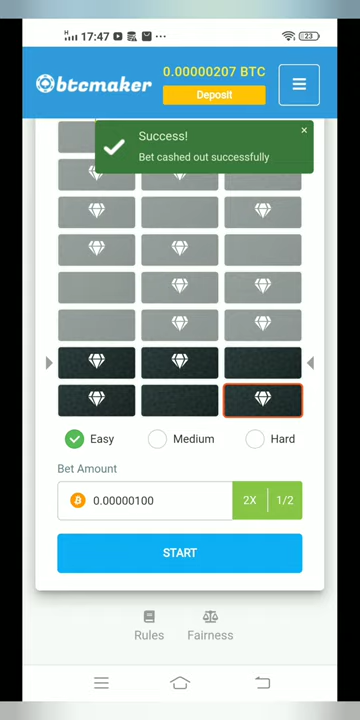 17:47
23
btcmaker
0.00000207 BTC
Deposit
Success!
Bet cashed out successfully
Easy
Medium
Hard
Bet Amount
0.00000100
2X
1/2
START
Rules
Fairness